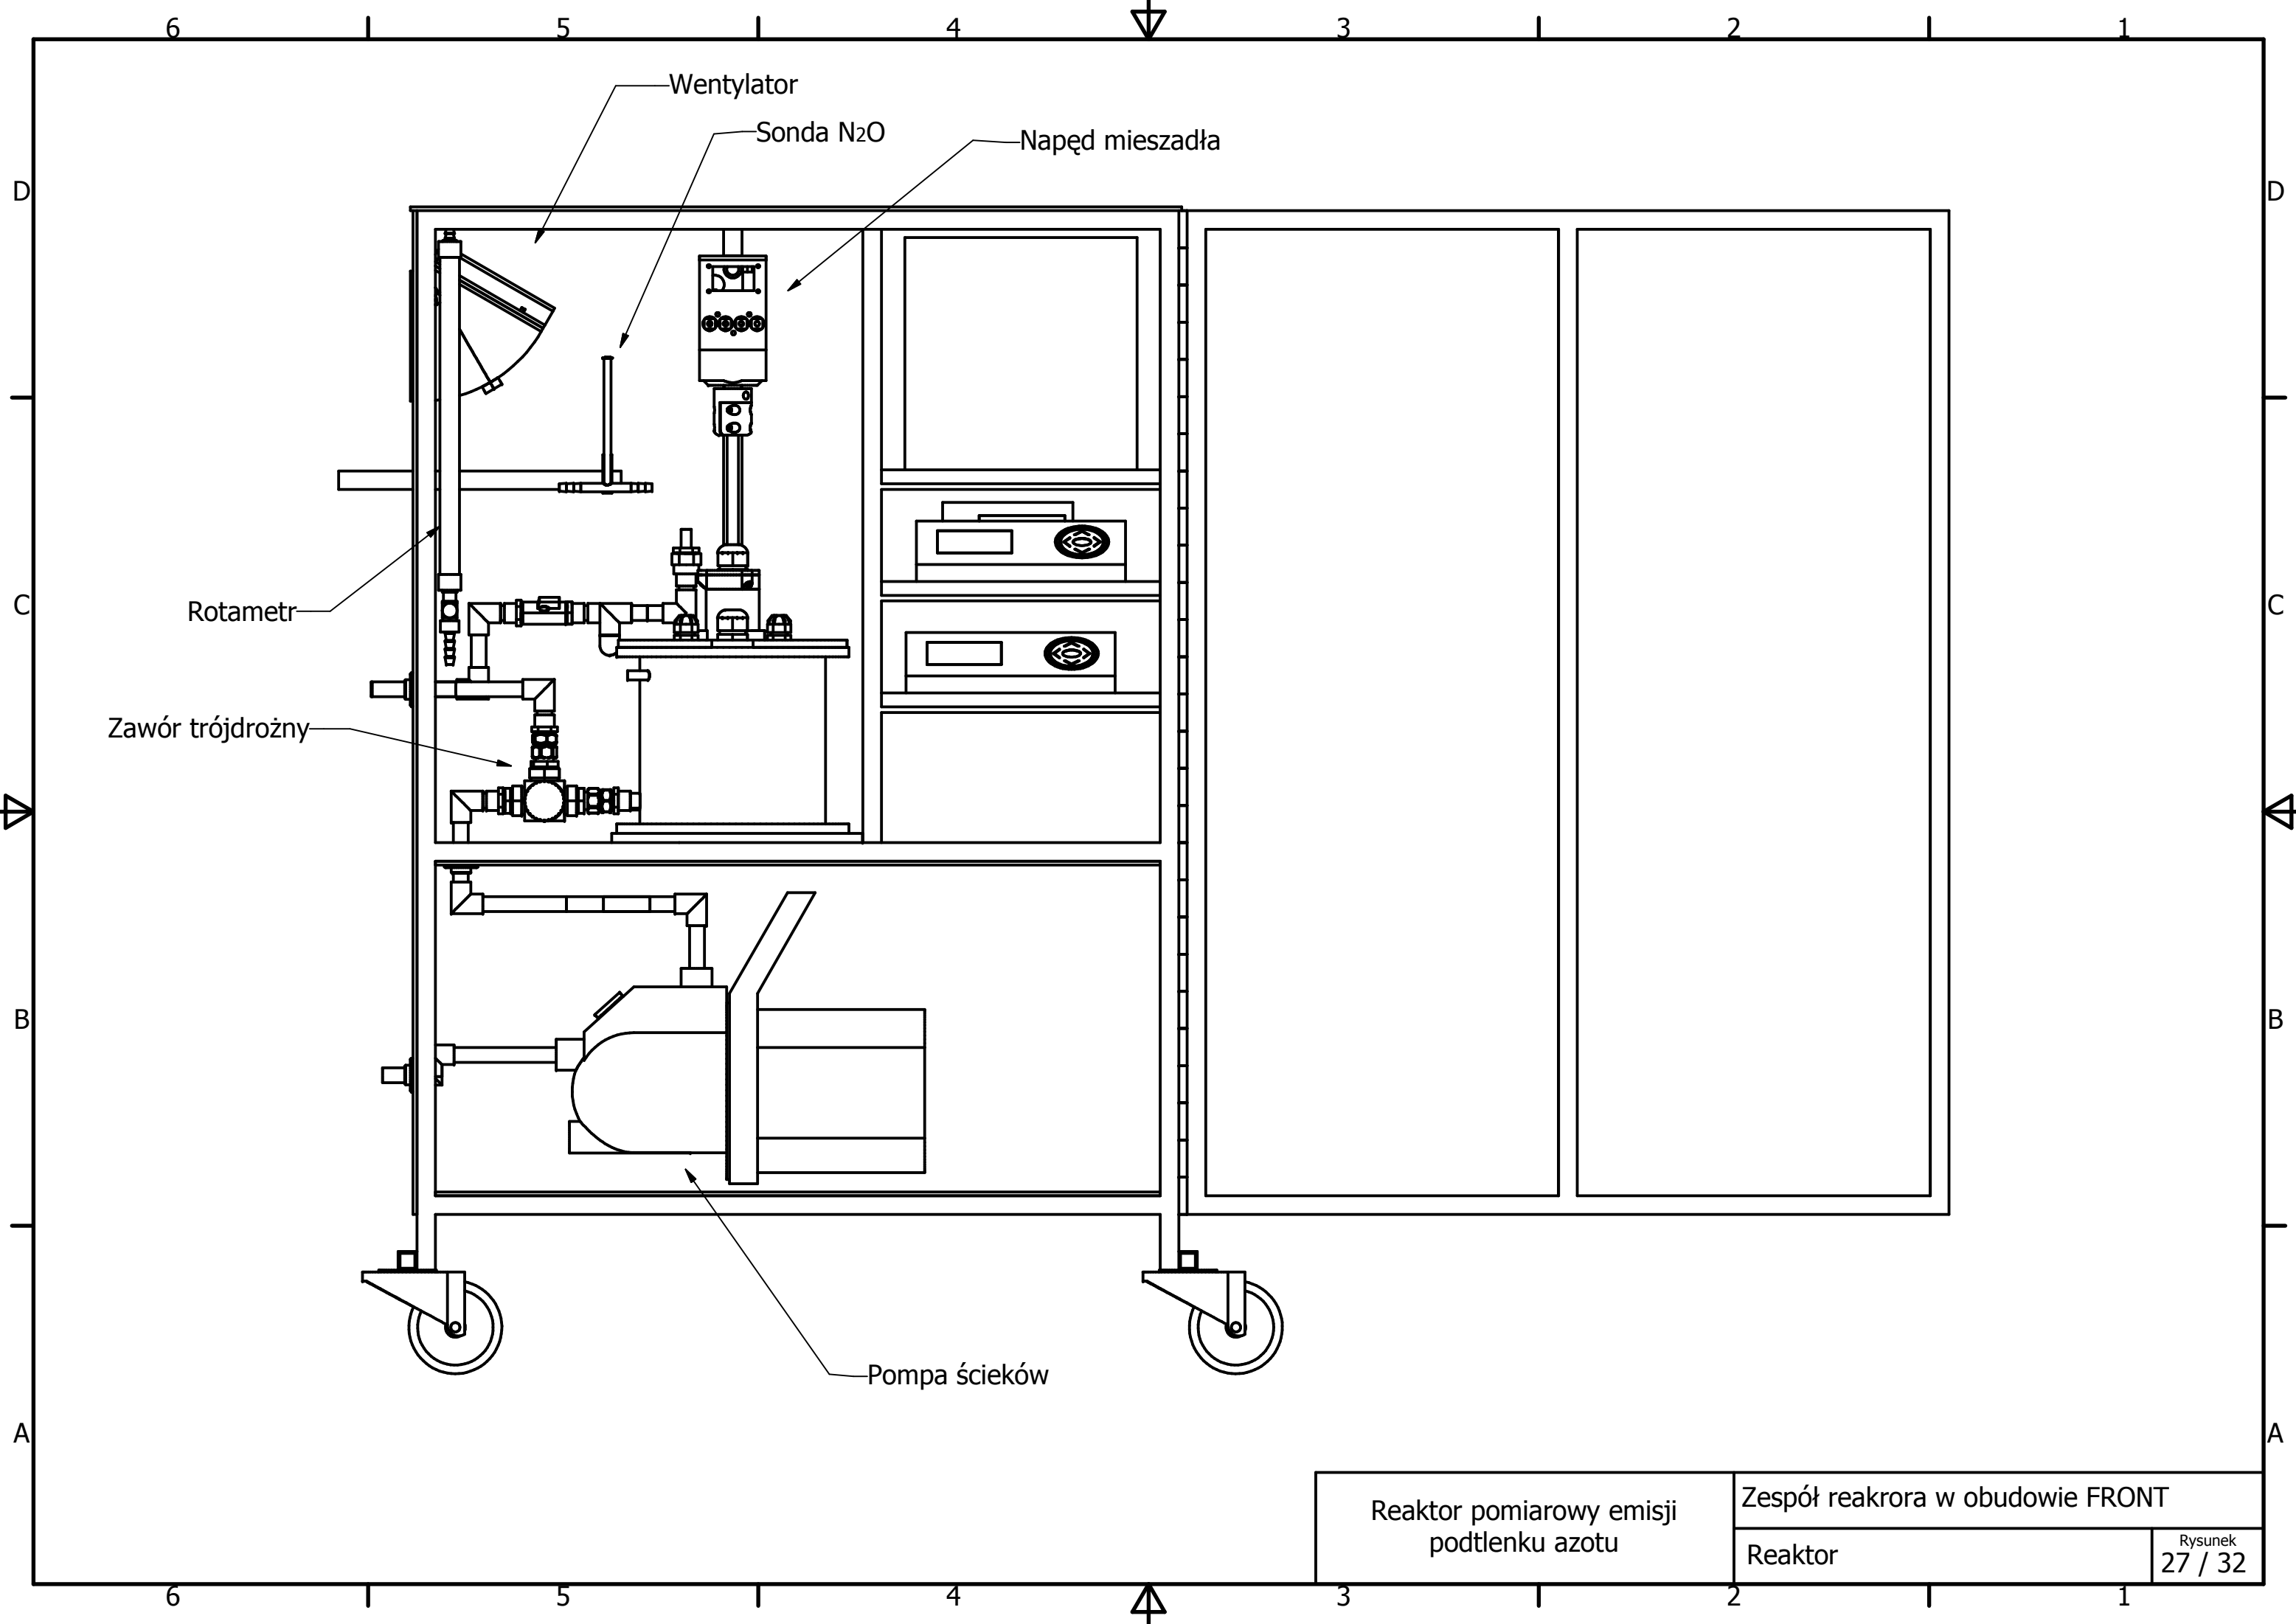 6 5 4 3 2 1
Wentylator
Sonda N2O
Napęd mieszadła
D D
Rotametr
C C
Zawór trójdrożny
B B
Pompa ścieków
A A
Reaktor pomiarowy emisji
podtlenku azotu
Zespół reakrora w obudowie FRONT
Reaktor
Rysunek
27 / 32
6 5 4 3 2 1